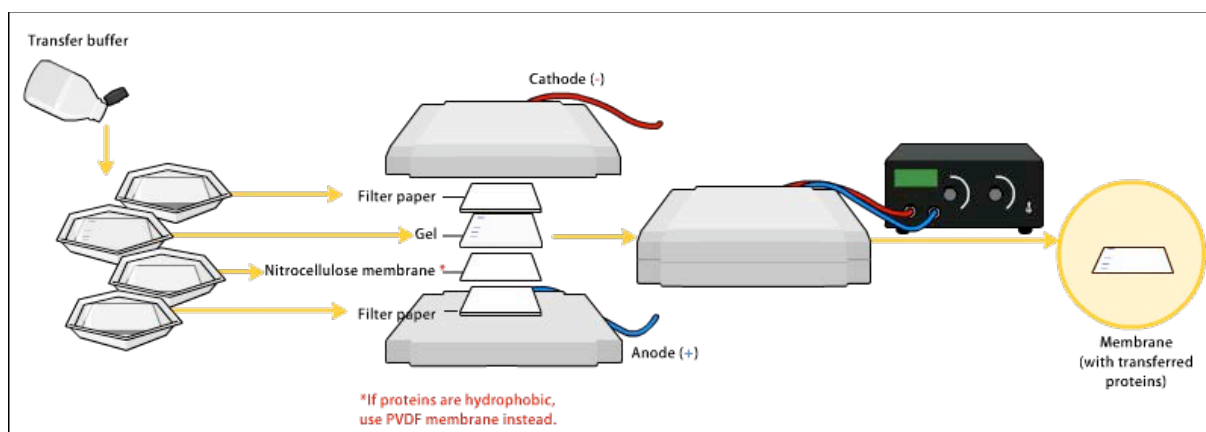 Transfer buffer
Cathode (-)
Filter paper
Gel
Nitrocellulose membrane *
Filter paper
Anode (+)
*If proteins are hydrophobic,
use PVDF membrane instead.
Membrane
(with transferred
proteins)